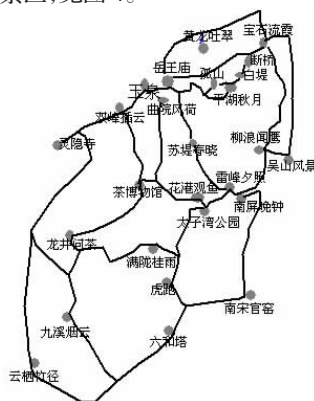 景区,见图
黄龙吐翠
宝石流霞
岳王庙
断桥
孤山
白堤
玉泉
平湖秋月
双峰插云
曲院风荷
灵隐寺
苏堤春晓
柳浪闻莺
吴山风景
茶博物馆
花港观鱼
雷峰夕照
南屏晚钟
太子湾公园
龙井问茶
满陇桂雨
虎跑
南宋官窑
九溪烟云
六和塔
云栖竹径